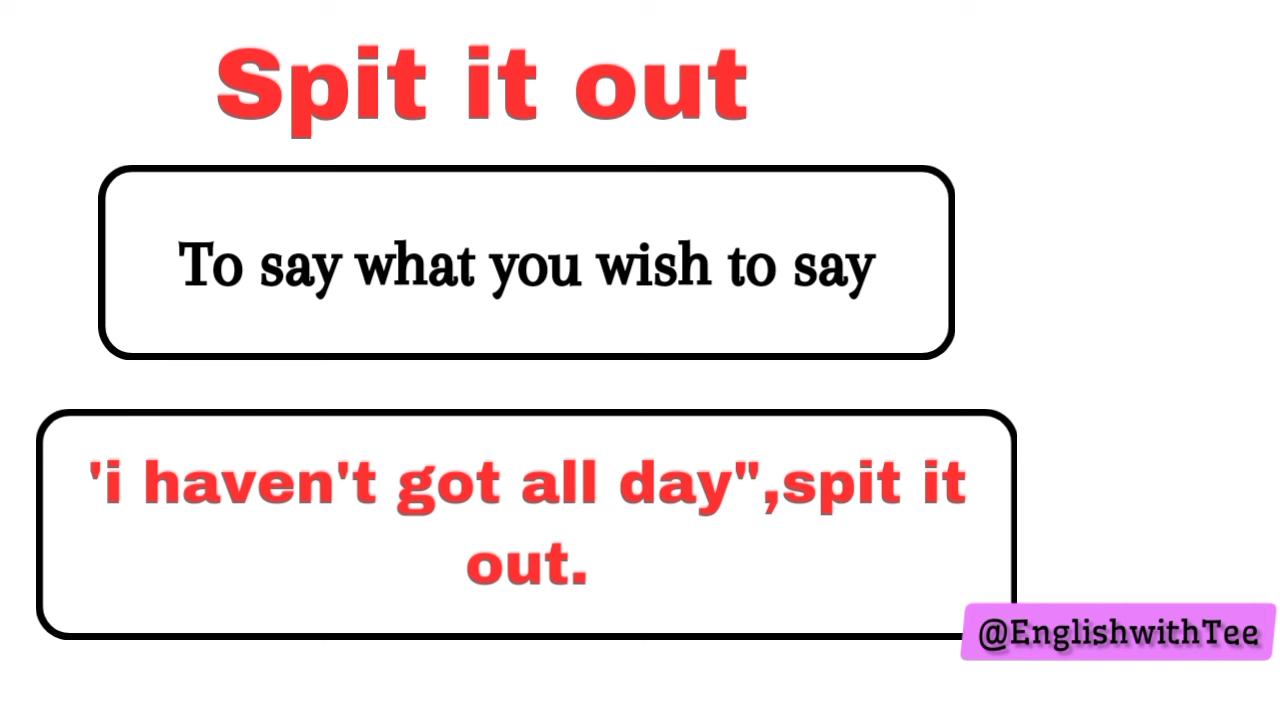 Spit it out
To say what you wish to say
'i haven't got all day",spit it
out.
@EnglishwithTee